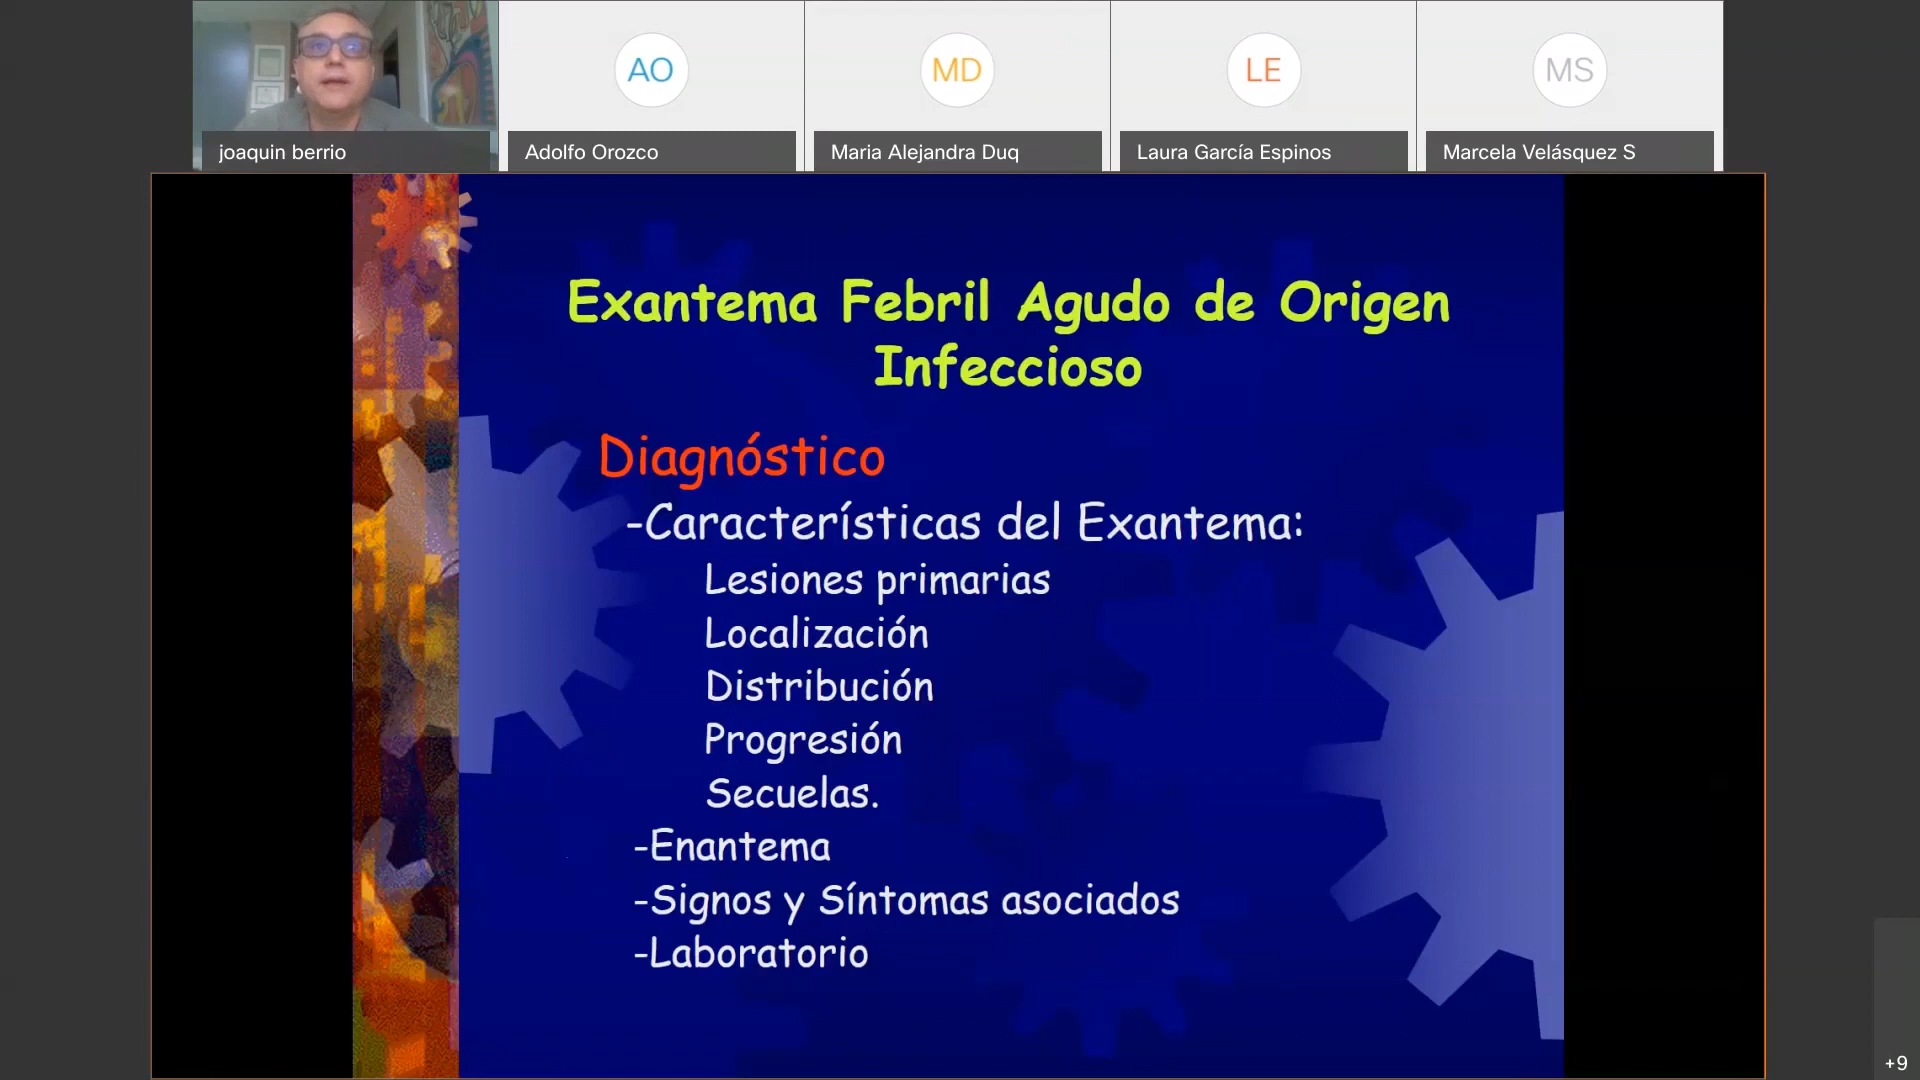 AO
MD
LE
MS
joaquin berrio
Adolfo Orozco
Maria Alejandra Duq
Laura García Espinos
Marcela Velásquez S
Exantema Febril Agudo de Origen
Infeccioso
Diagnóstico
-Características del Exantema:
Lesiones primarias
Localización
Distribución
Progresión
Secuelas.
-Enantema
-Signos y Síntomas asociados
-Laboratorio
+9